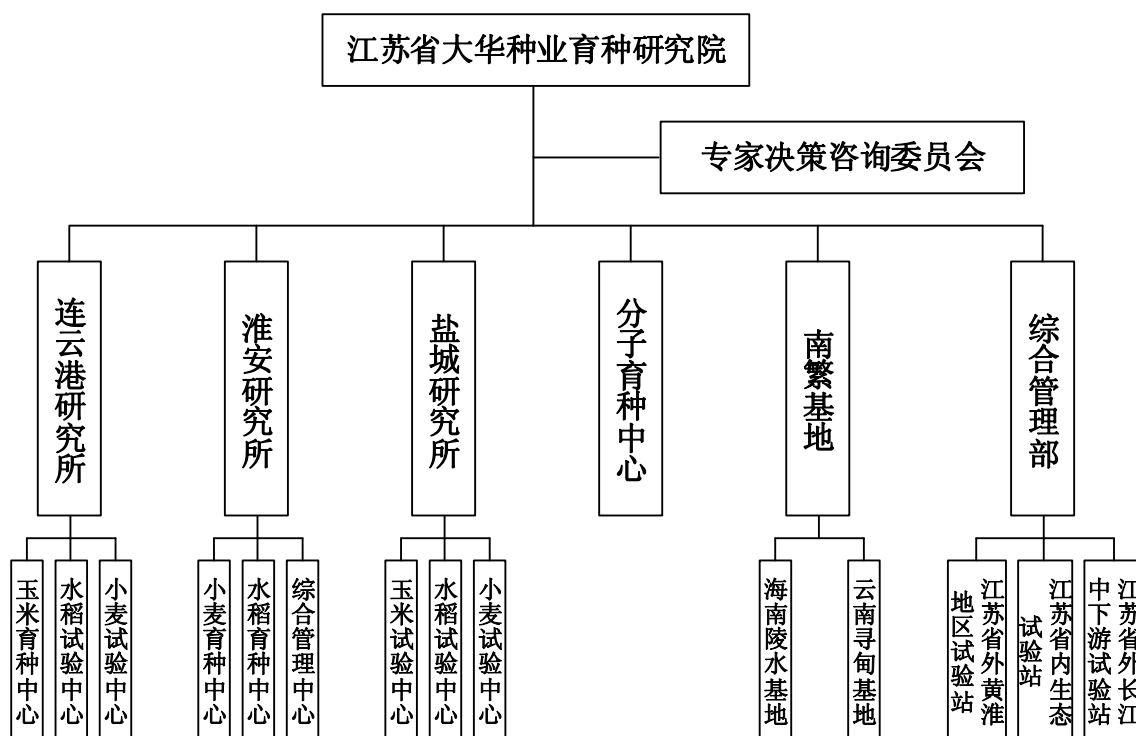 江苏省大华种业育种研究院
专家决策咨询委员会
连云港研究所
淮安研究所
盐城研究所
分子育种中心
南繁基地
综合管理部
玉米育种中心
水稻试验中心
小麦试验中心
小麦育种中心
水稻育种中心
综合管理中心
玉米试验中心
水稻试验中心
小麦试验中心
海南陵水基地
云南寻甸基地
江苏省外黄淮
地区试验站
江苏省内生态
试验站
江苏省外长江
中下游试验站